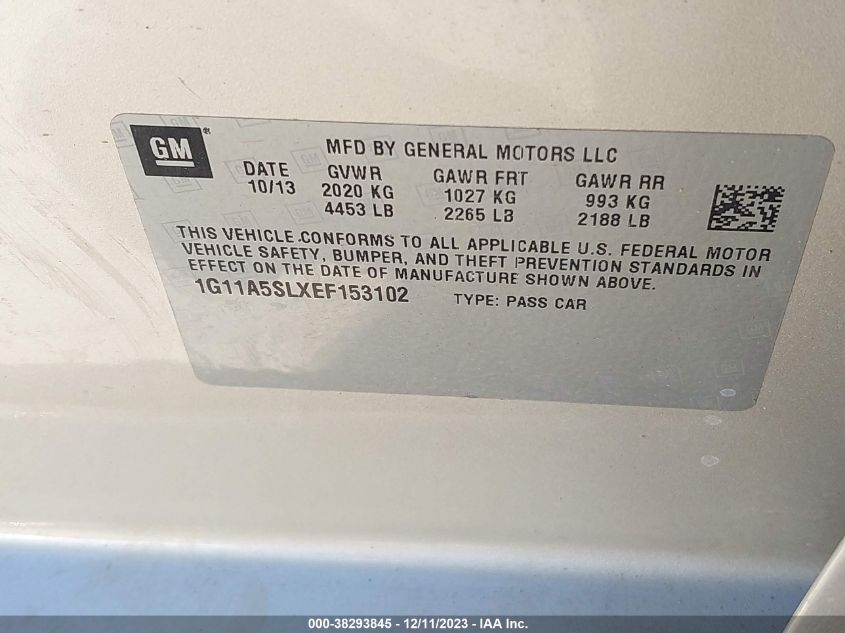 GM®
MFD BY GENERAL MOTORS LLC
DATE GVWR GAWR FRT GAWR RR
10/13 2020 KG 1027 KG 993 KG
4453 LB 2265 LB 2188 LB
THIS VEHICLE CONFORMS TO ALL APPLICABLE U.S. FEDERAL MOTOR
VEHICLE SAFETY, BUMPER, AND THEFT PREVENTION STANDARDS IN
EFFECT ON THE DATE OF MANUFACTURE SHOWN ABOVE.
1G11A5SLXEF153102 TYPE: PASS CAR
000-38293845 - 12/11/2023 - IAA Inc.